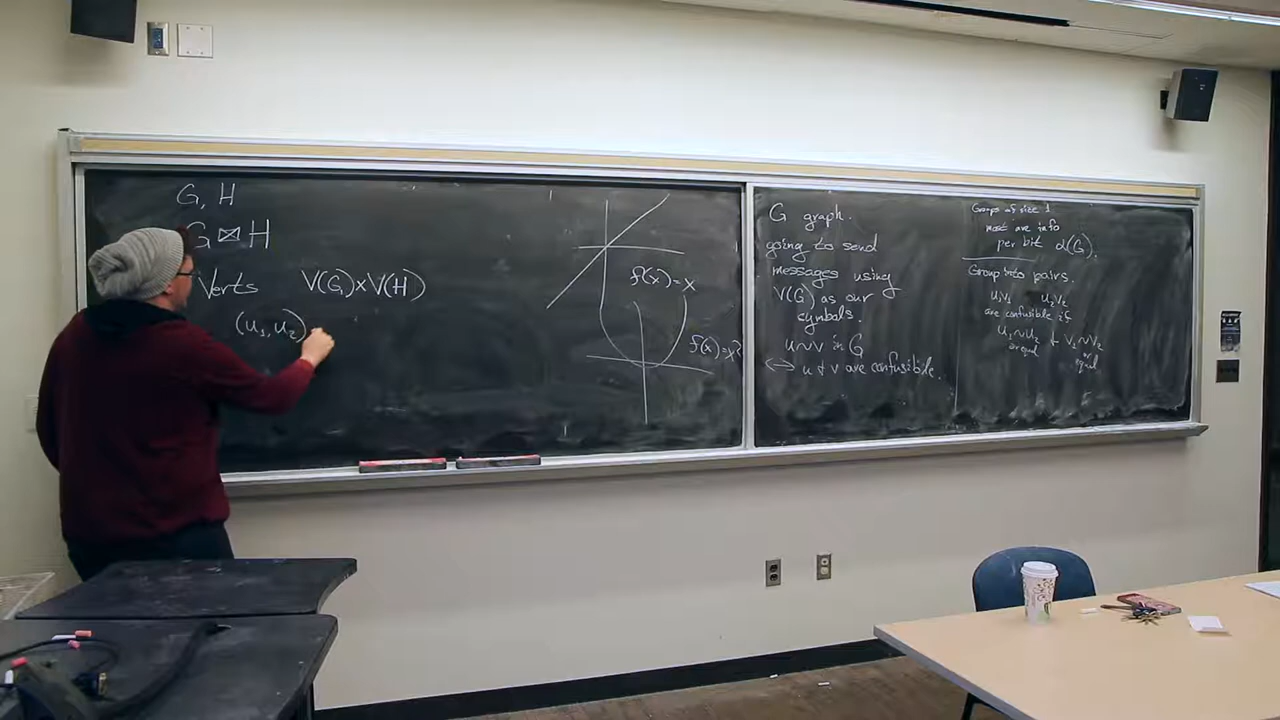 G, H
G ⊠ H
Verts V(G)×V(H)
(u₁,u₂)
f(x)=x
f(x)=x²
G graph.
going to send
messages using
V(G) as our
symbols.
u~v in G
⟺ u & v are confusible.
Groups of size 1
most are info
per bit α(G).
Group into pairs.
u₁v₁ u₂v₂
are confusible if
u₁~u₂ & v₁~v₂
or equal or
equal